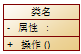 类名
- 属性 :
+ 操作 ()